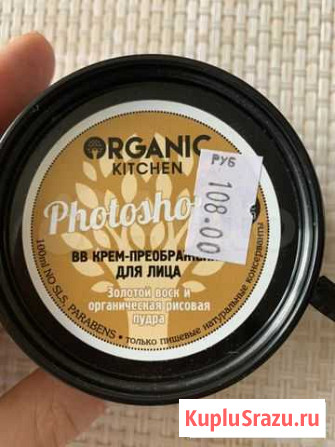 ORGANIC
KITCHEN
Photosho
РУБ
108.00
BB КРЕМ-ПРЕОБРАЖ
ДЛЯ ЛИЦА
Золотой воск и
органическая рисовая
пудра
100ml NO SLS, PARABENS • только пищевые натуральные консерванты
KupluSrazu.ru